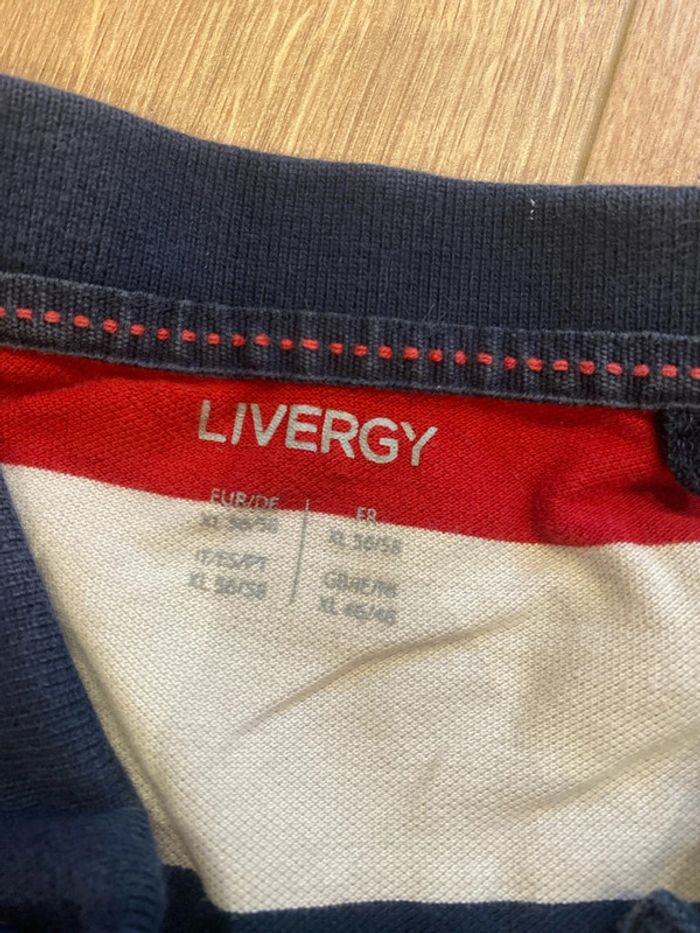 LIVERGY
EUR/DE
XL 56/58
IT/ES/PT
XL 56/58
FR
XL 56/58
GB/IE/NI
XL 46/48